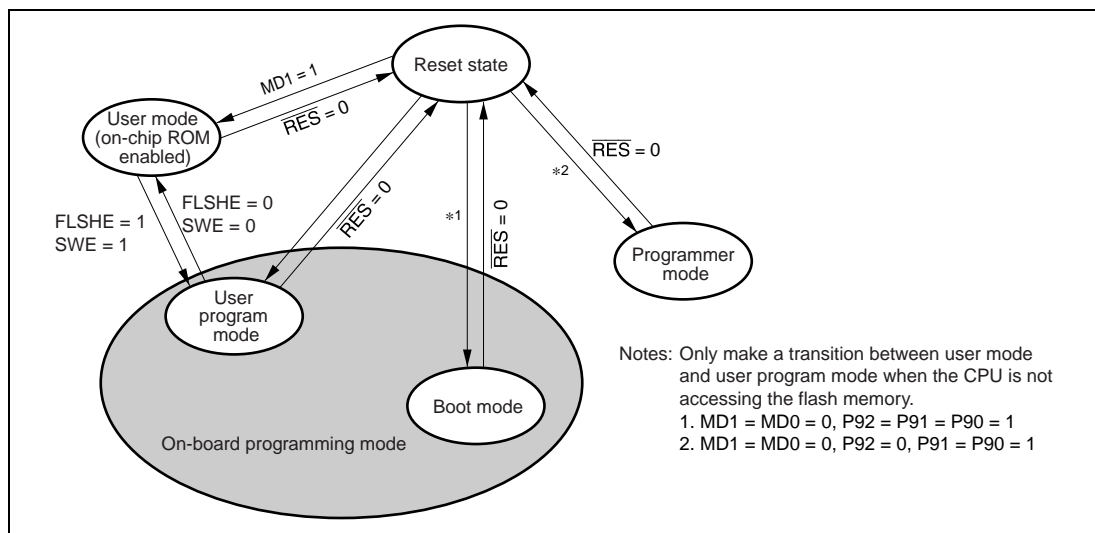 Reset state
MD1 = 1
RES = 0
User mode
(on-chip ROM
enabled)
RES = 0
*2
RES = 0
*1
RES = 0
FLSHE = 0
SWE = 0
FLSHE = 1
SWE = 1
Programmer
mode
User
program
mode
Boot mode
On-board programming mode
Notes: Only make a transition between user mode
and user program mode when the CPU is not
accessing the flash memory.
1. MD1 = MD0 = 0, P92 = P91 = P90 = 1
2. MD1 = MD0 = 0, P92 = 0, P91 = P90 = 1